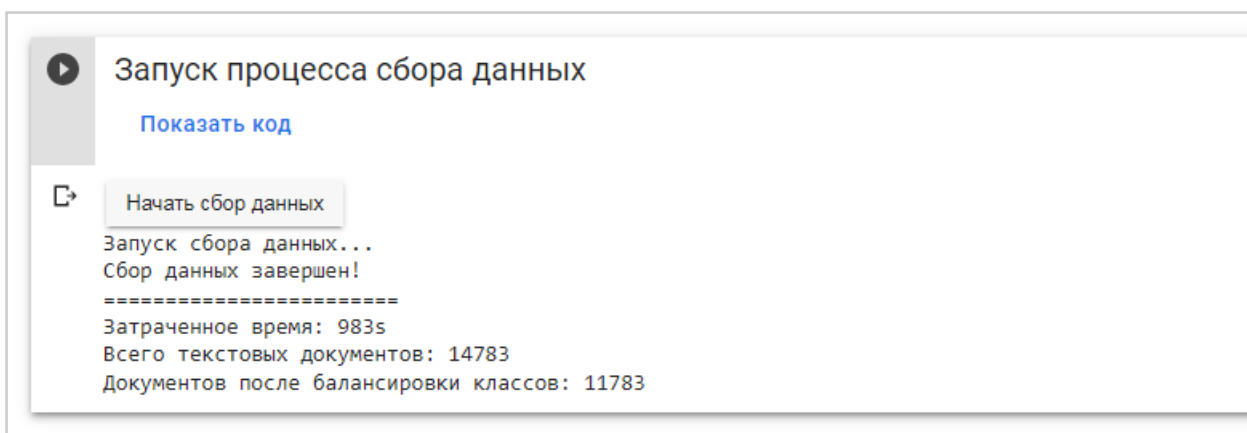 Запуск процесса сбора данных
Показать код
Начать сбор данных
Запуск сбора данных...
Сбор данных завершен!
========================
Затраченное время: 983s
Всего текстовых документов: 14783
Документов после балансировки классов: 11783